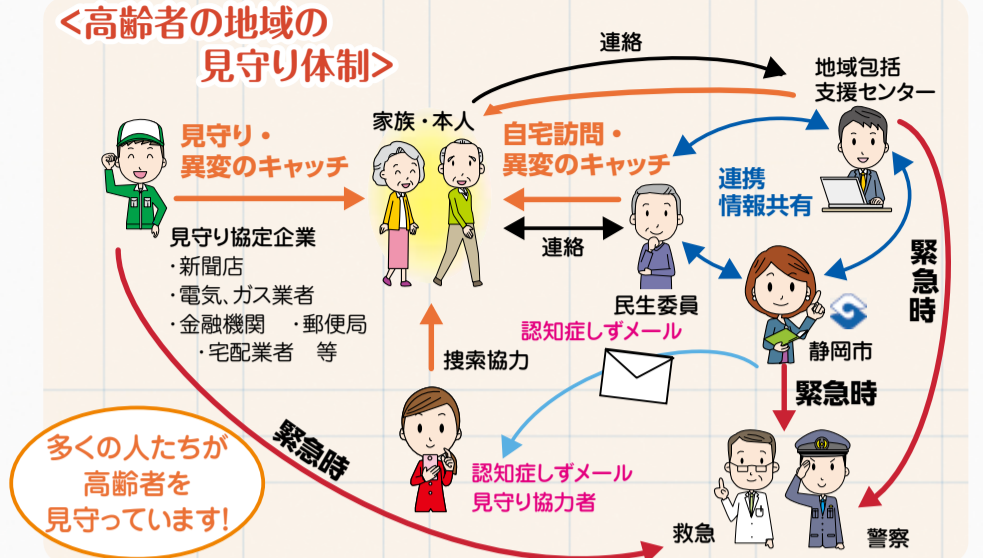 <高齢者の地域の
見守り体制>
連絡
地域包括
支援センター
家族・本人
見守り・
異変のキャッチ
自宅訪問・
異変のキャッチ
連携
情報共有
見守り協定企業
・新聞店
・電気、ガス業者
・金融機関 ・郵便局
・宅配業者 等
連絡
民生委員
緊急時
認知症しずメール
静岡市
捜索協力
緊急時
緊急時
多くの人たちが
高齢者を
見守っています!
認知症しずメール
見守り協力者
救急
警察